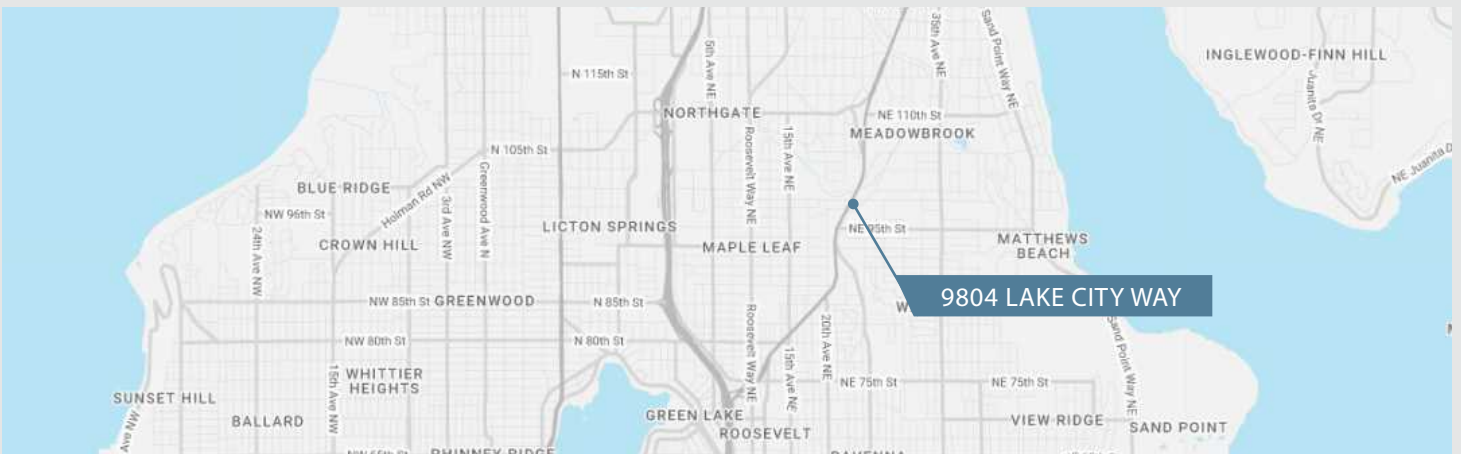 5th Ave NE
35th Ave NE
Sand Point Way NE
INGLEWOOD-FINN HILL
N 115th St
Juanita Dr NE
NORTHGATE
NE 110th St
MEADOWBROOK
Roosevelt Way NE
15th Ave NE
N 105th St
NE Juanita
BLUE RIDGE
Holman Rd NW
3rd Ave NW
Greenwood Ave N
NW 96th St
24th Ave NW
LICTON SPRINGS
NE 95th St
CROWN HILL
MAPLE LEAF
MATTHEWS
BEACH
9804 LAKE CITY WAY
NW 85th St
GREENWOOD
N 85th St
W
Roosevelt Way NE
20th Ave NE
Sand Point Way NE
NW 80th St
N 80th St
15th Ave NE
15th Ave NW
WHITTIER
HEIGHTS
NE 75th St
NE 75th St
SUNSET HILL
BALLARD
Ave NW
GREEN LAKE
ROOSEVELT
VIEW RIDGE
SAND POINT